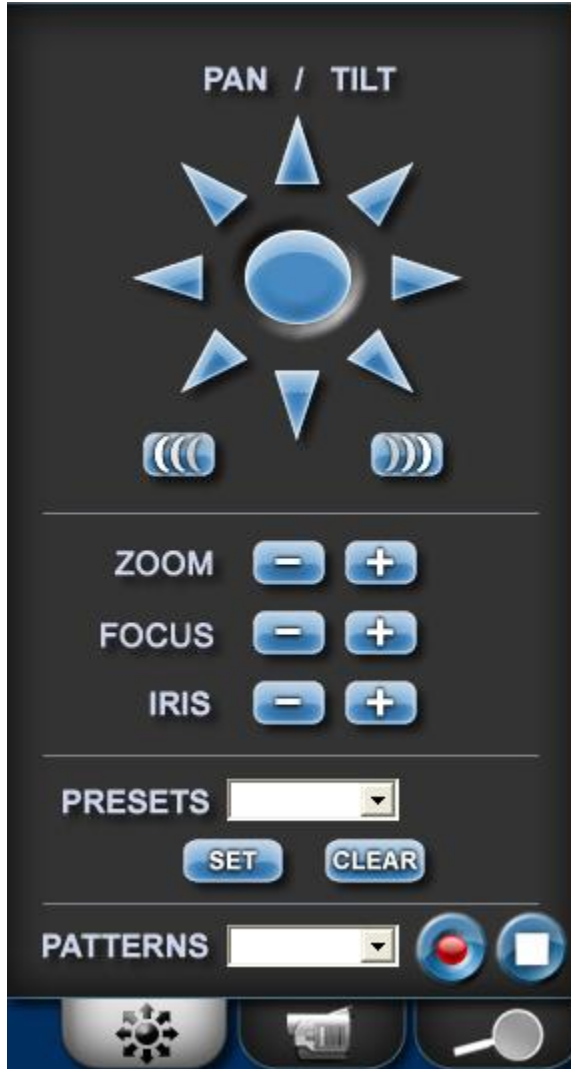 PAN / TILT
ZOOM
FOCUS
IRIS
PRESETS
SET CLEAR
PATTERNS